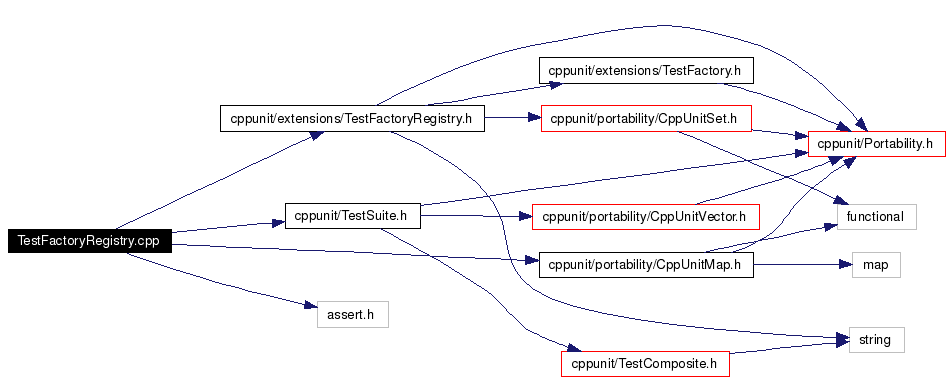 cppunit/extensions/TestFactory.h
cppunit/extensions/TestFactoryRegistry.h
cppunit/portability/CppUnitSet.h
cppunit/Portability.h
cppunit/TestSuite.h
cppunit/portability/CppUnitVector.h
functional
TestFactoryRegistry.cpp
cppunit/portability/CppUnitMap.h
map
assert.h
string
cppunit/TestComposite.h